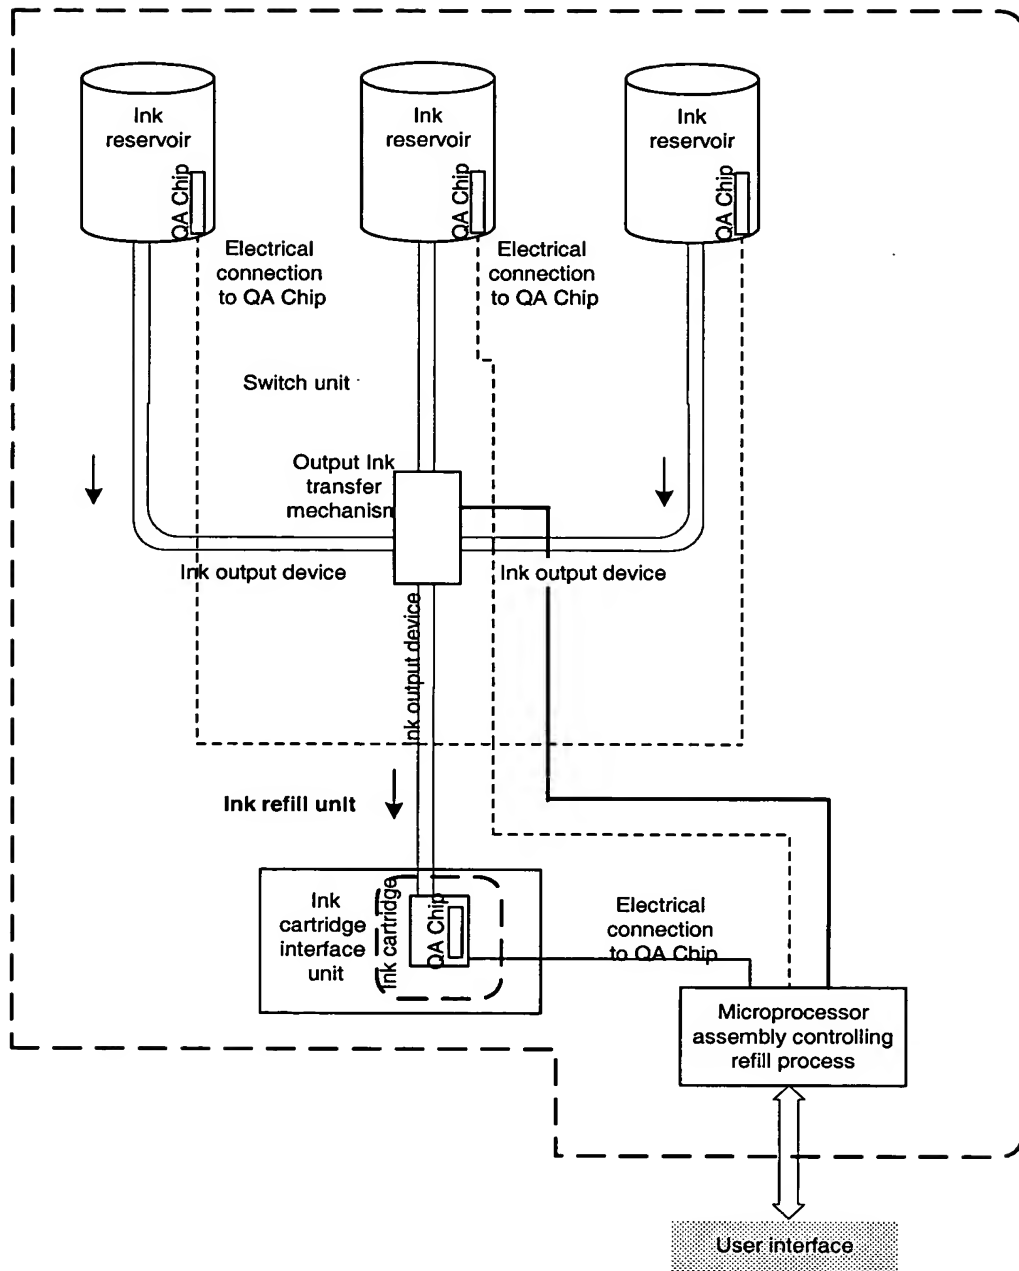 Ink
reservoir
QA Chip
Ink
reservoir
QA Chip
Ink
reservoir
QA Chip
Electrical
connection
to QA Chip
Electrical
connection
to QA Chip
Switch unit
Output Ink
transfer
mechanism
Ink output device
Ink output device
Ink output device
Ink refill unit
Ink
cartridge
interface
unit
Ink cartridge
QA Chip
Electrical
connection
to QA Chip
Microprocessor
assembly controlling
refill process
User interface